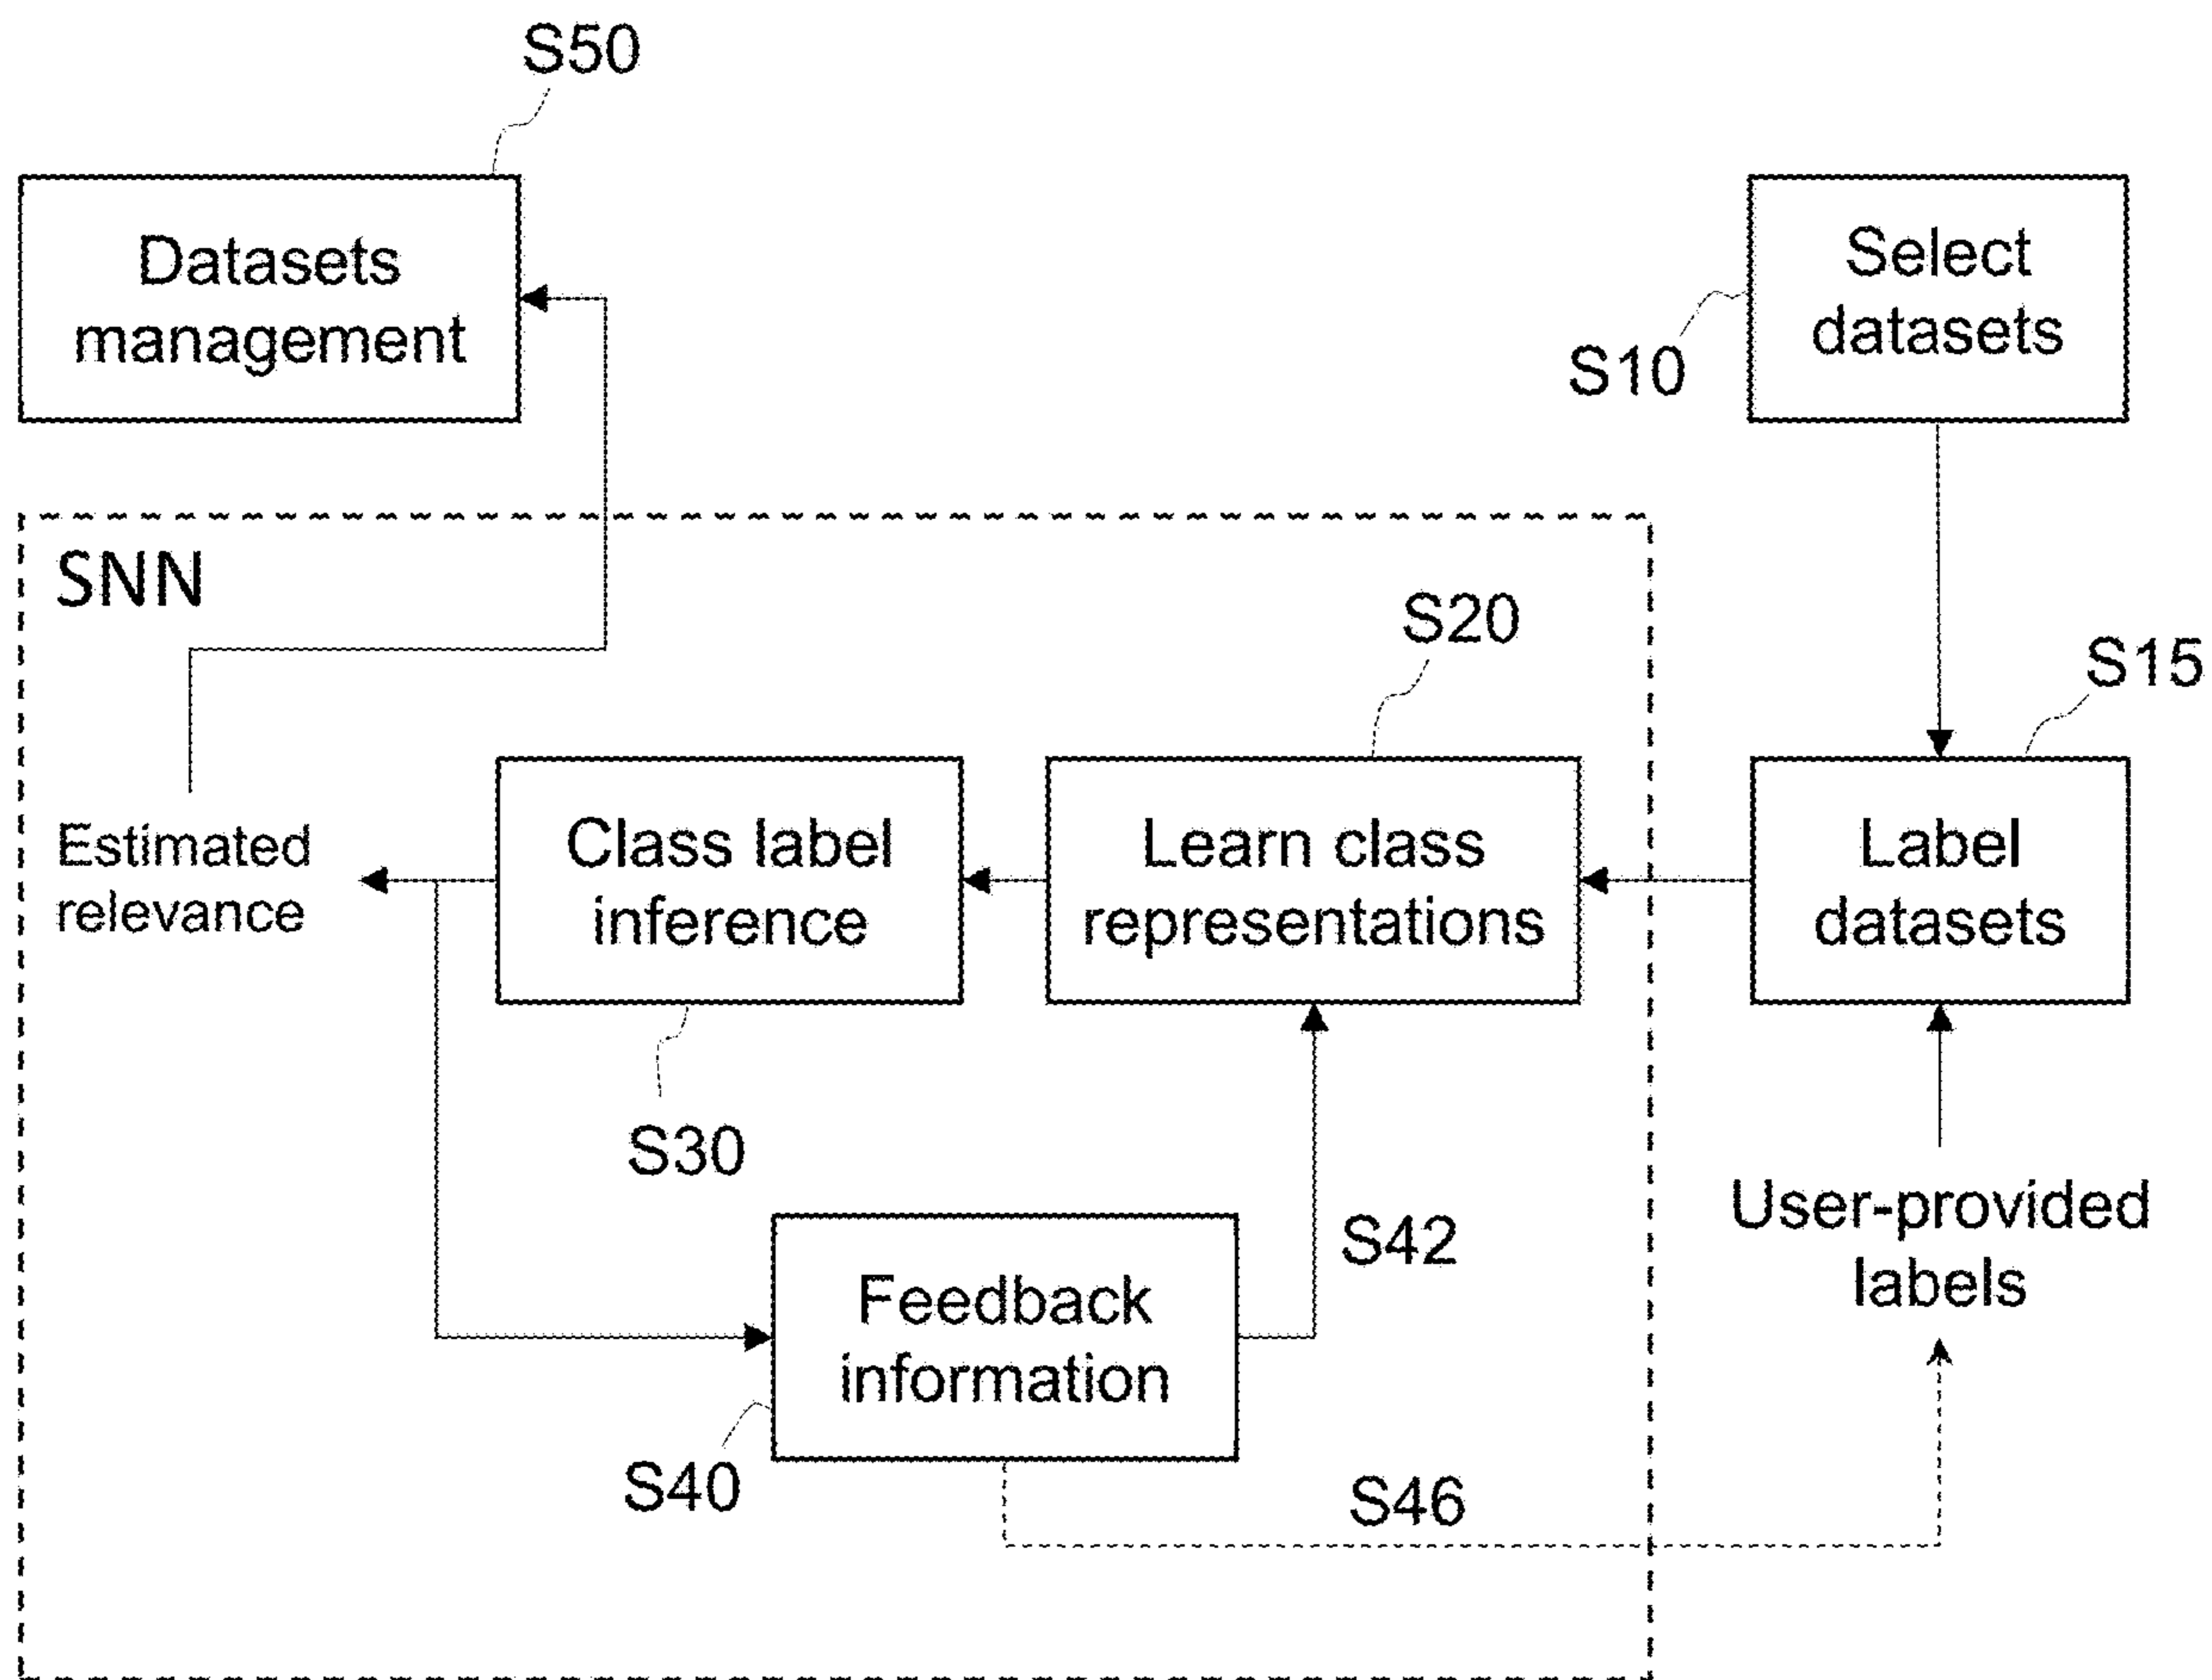 S50
Datasets
management
Select
datasets
S10
SNN
S20
S15
Estimated
relevance
Class label
inference
Learn class
representations
Label
datasets
S30
User-provided
labels
S42
Feedback
information
S40
S46